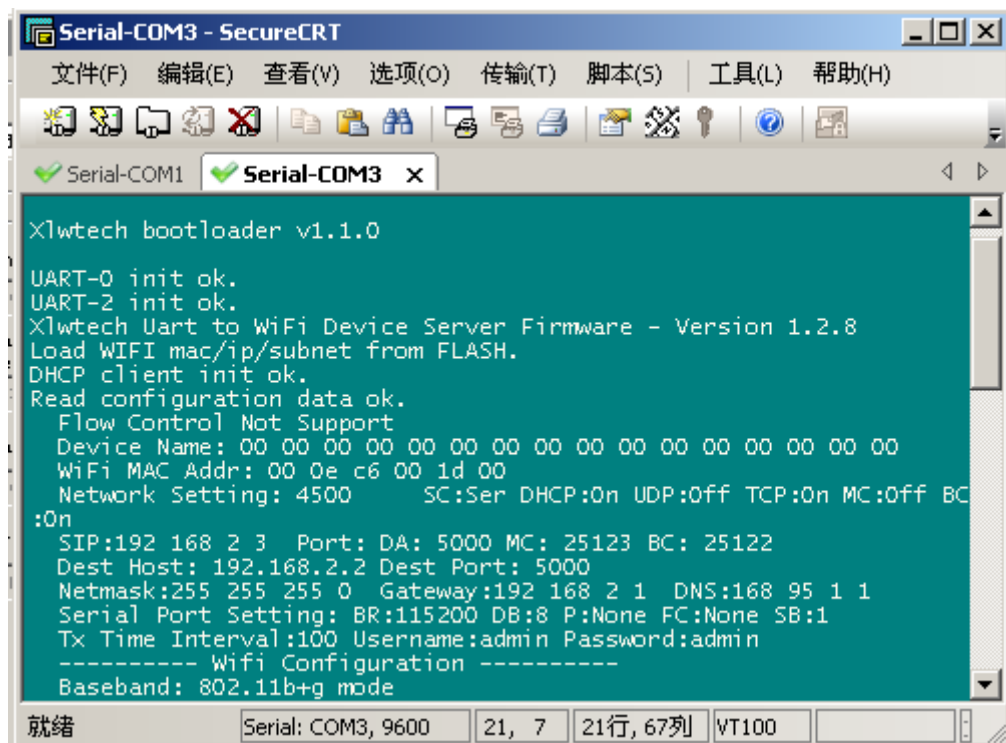 Serial-COM3 - SecureCRT
文件(F) 编辑(E) 查看(V) 选项(O) 传输(T) 脚本(S) 工具(L) 帮助(H)
Serial-COM1 Serial-COM3 x
Xlwtech bootloader v1.1.0
UART-0 init ok.
UART-2 init ok.
Xlwtech Uart to WiFi Device Server Firmware - Version 1.2.8
Load WIFI mac/ip/subnet from FLASH.
DHCP client init ok.
Read configuration data ok.
Flow Control Not Support
Device Name: 00 00 00 00 00 00 00 00 00 00 00 00 00 00 00 00
WiFi MAC Addr: 00 0e c6 00 1d 00
Network Setting: 4500 SC:Ser DHCP:On UDP:Off TCP:On MC:Off BC
:On
SIP:192 168 2 3 Port: DA: 5000 MC: 25123 BC: 25122
Dest Host: 192.168.2.2 Dest Port: 5000
Netmask:255 255 255 0 Gateway:192 168 2 1 DNS:168 95 1 1
Serial Port Setting: BR:115200 DB:8 P:None FC:None SB:1
Tx Time Interval:100 Username:admin Password:admin
---------- Wifi Configuration ----------
Baseband: 802.11b+g mode
就绪 Serial: COM3, 9600 21, 7 21行, 67列 VT100